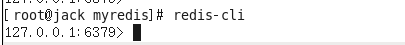 [root@jack myredis]# redis-cli
127.0.0.1:6379>